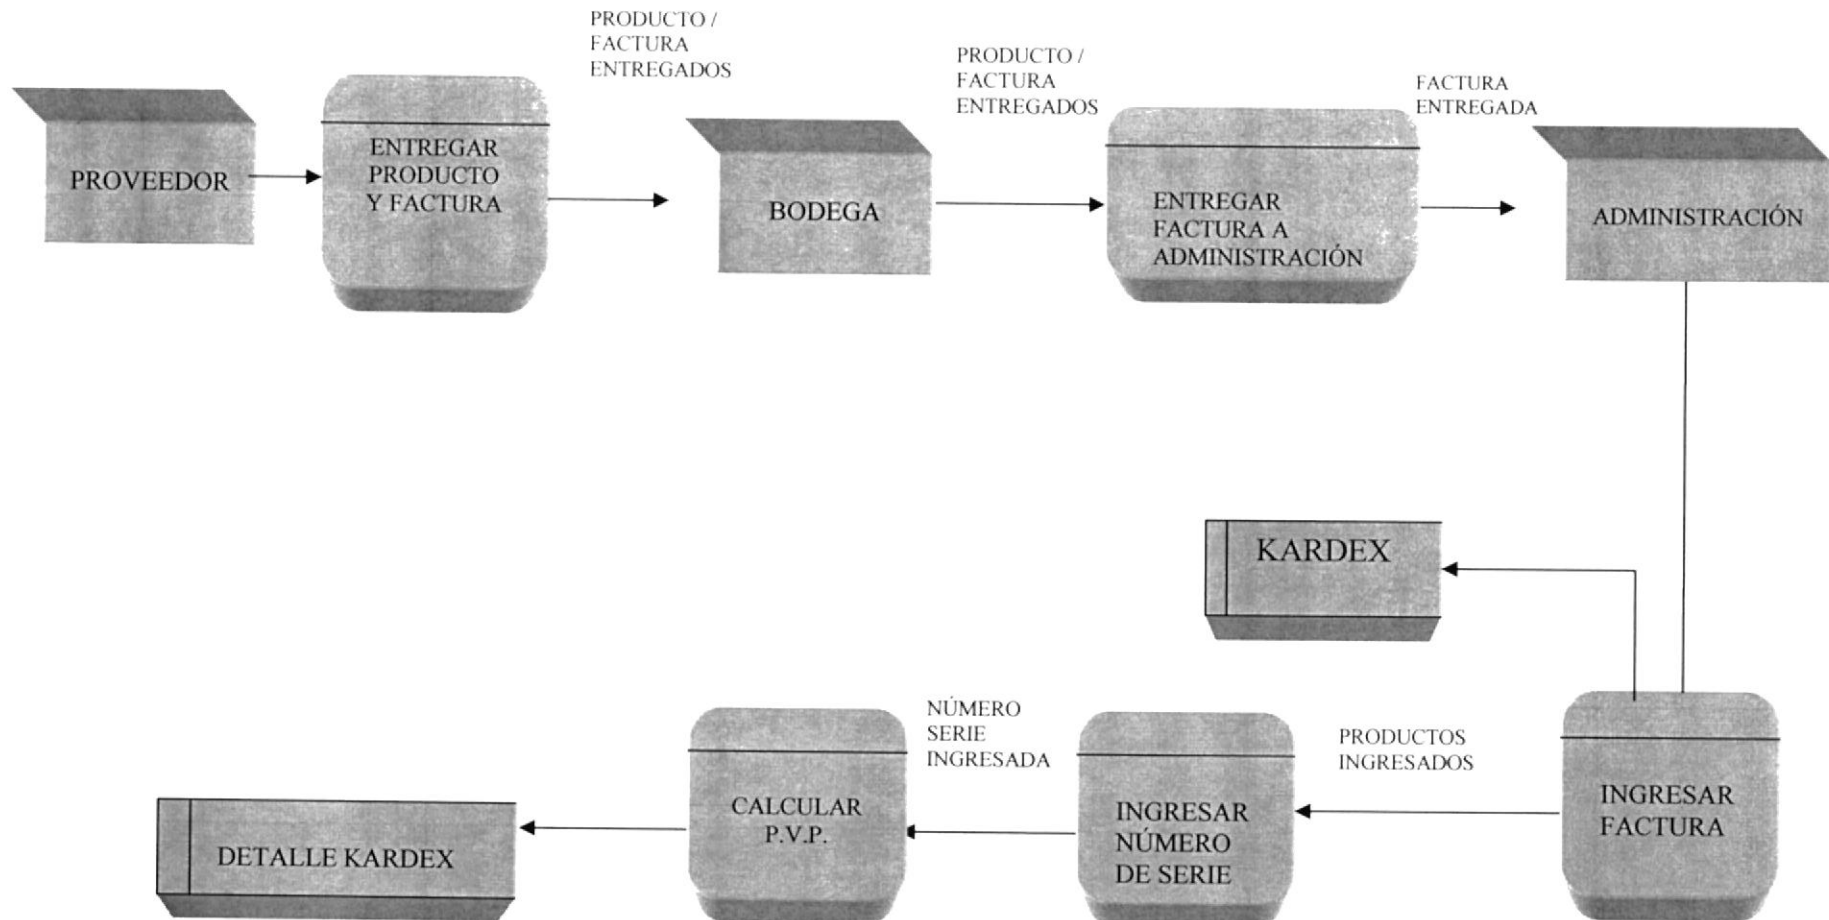 PRODUCTO /
FACTURA
ENTREGADOS
PRODUCTO /
FACTURA
ENTREGADOS
FACTURA
ENTREGADA
PROVEEDOR
ENTREGAR
PRODUCTO
Y FACTURA
BODEGA
ENTREGAR
FACTURA A
ADMINISTRACIÓN
ADMINISTRACIÓN
KARDEX
NÚMERO
SERIE
INGRESADA
PRODUCTOS
INGRESADOS
DETALLE KARDEX
CALCULAR
P.V.P.
INGRESAR
NÚMERO
DE SERIE
INGRESAR
FACTURA